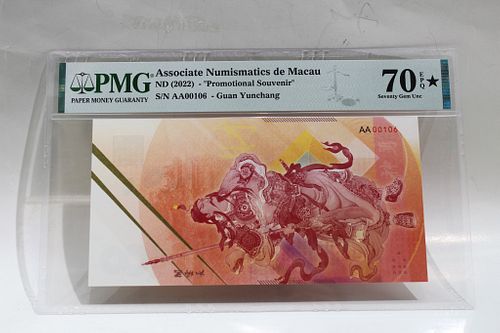 PMG
PAPER MONEY GUARANTY
Associate Numismatics de Macau
ND (2022) - "Promotional Souvenir"
S/N AA00106 - Guan Yunchang
70 EPQ ★
Seventy Gem Unc
AA00106